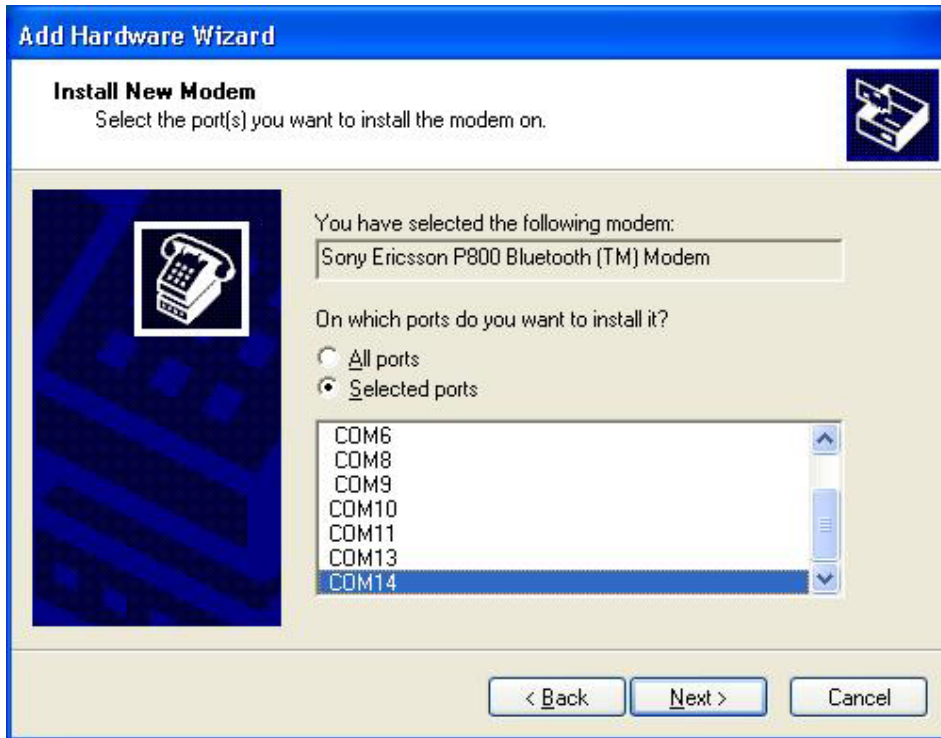 Add Hardware Wizard
Install New Modem
Select the port(s) you want to install the modem on.
You have selected the following modem:
Sony Ericsson P800 Bluetooth (TM) Modem
On which ports do you want to install it?
All ports
Selected ports
COM6
COM8
COM9
COM10
COM11
COM13
COM14
< Back Next > Cancel